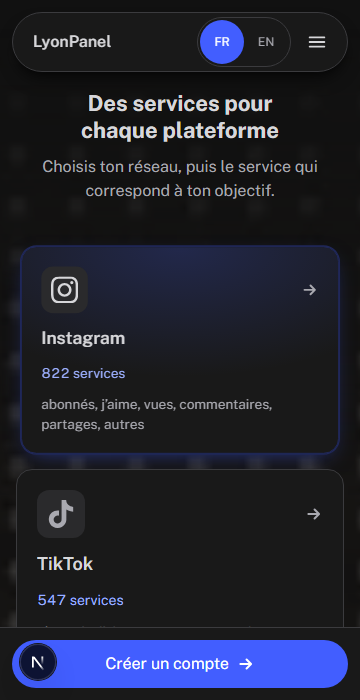 LyonPanel
FR
EN
Des services pour
chaque plateforme
Choisis ton réseau, puis le service qui
correspond à ton objectif.
Instagram
822 services
abonnés, j’aime, vues, commentaires,
partages, autres
TikTok
547 services
N
Créer un compte →